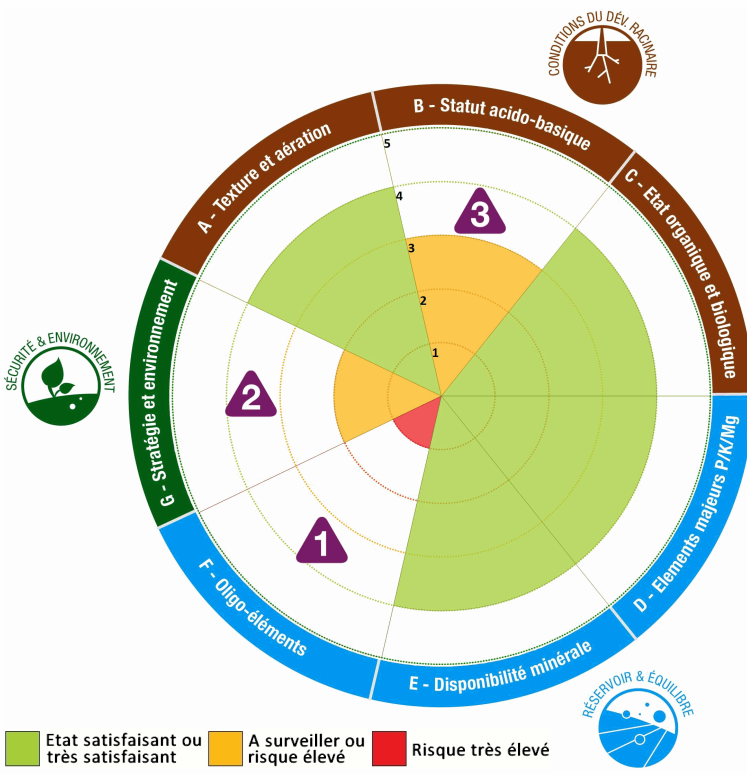 CONDITIONS DU DÉV. RACINAIRE
B - Statut acido-basique
A - Texture et aération
C - Etat organique et biologique
5
4
3
3
2
1
SÉCURITÉ & ENVIRONNEMENT
G - Stratégie et environnement
2
1
D - Elements majeurs P/K/Mg
F - Oligo-éléments
E - Disponibilité minérale
RÉSERVOIR & ÉQUILIBRE
Etat satisfaisant ou
très satisfaisant
A surveiller ou
risque élevé
Risque très élevé